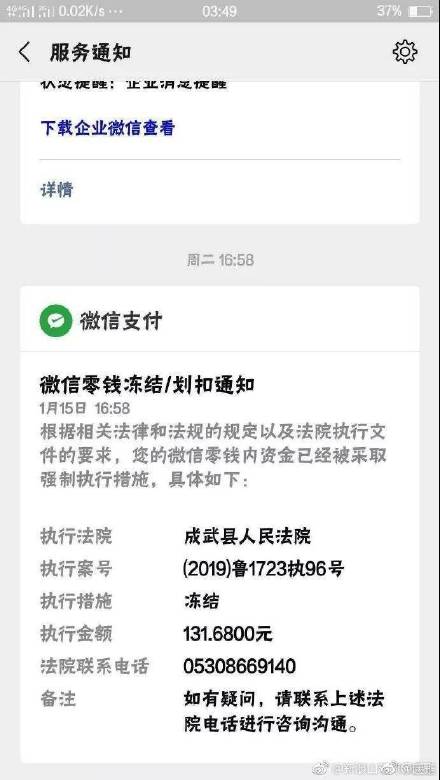 03:49
0.02K/s ...
37%
服务通知
状态提醒：企业消息提醒
下载企业微信查看
详情
周二 16:58
微信支付
微信零钱冻结/划扣通知
1月15日 16:58
根据相关法律和法规的规定以及法院执行文
件的要求，您的微信零钱内资金已经被采取
强制执行措施，具体如下：
执行法院 成武县人民法院
执行案号 (2019)鲁1723执96号
执行措施 冻结
执行金额 131.6800元
法院联系电话 05308669140
备注 如有疑问，请联系上述法
院电话进行咨询沟通。